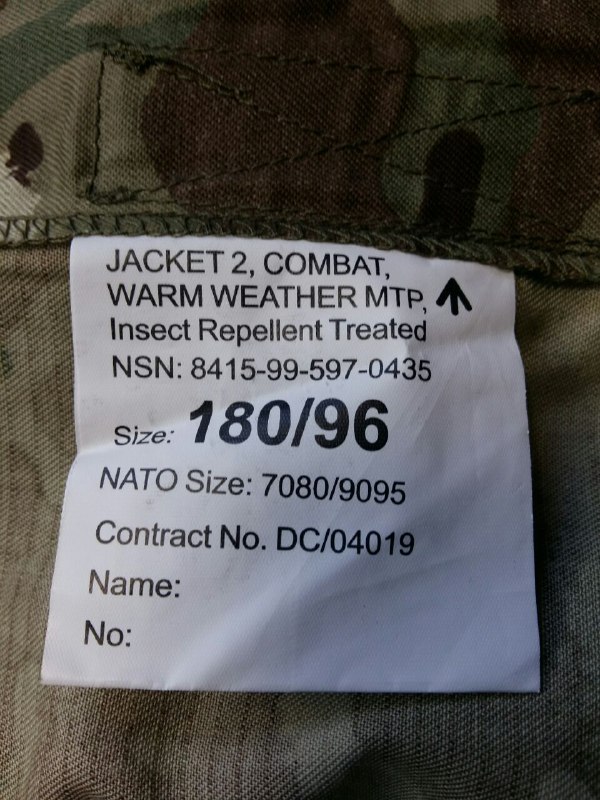 JACKET 2, COMBAT,
WARM WEATHER MTP,
Insect Repellent Treated
NSN: 8415-99-597-0435
Size: 180/96
NATO Size: 7080/9095
Contract No. DC/04019
Name:
No: